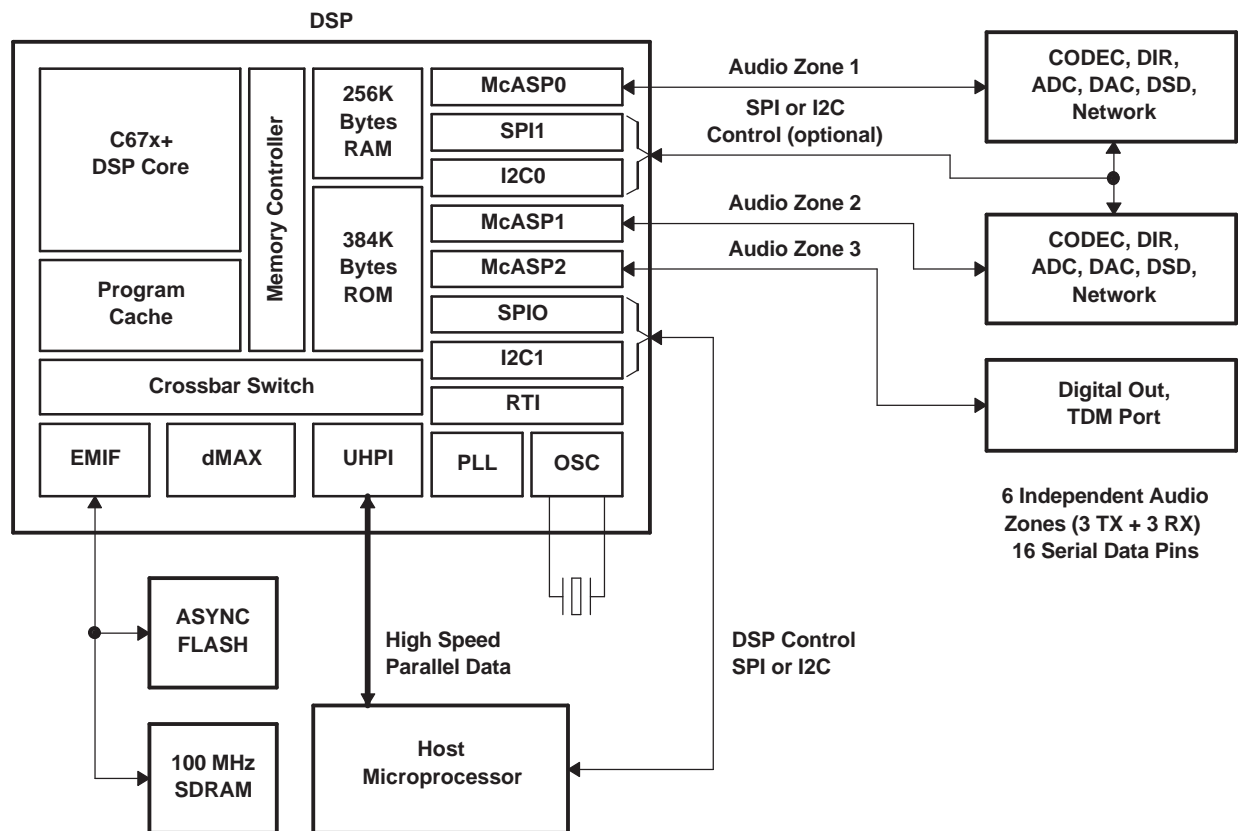 DSP
C67x+
DSP Core
Program
Cache
Memory Controller
256K
Bytes
RAM
384K
Bytes
ROM
McASP0
SPI1
I2C0
McASP1
McASP2
SPIO
I2C1
RTI
Crossbar Switch
EMIF
dMAX
UHPI
PLL
OSC
Audio Zone 1
SPI or I2C
Control (optional)
Audio Zone 2
Audio Zone 3
CODEC, DIR,
ADC, DAC, DSD,
Network
CODEC, DIR,
ADC, DAC, DSD,
Network
Digital Out,
TDM Port
6 Independent Audio
Zones (3 TX + 3 RX)
16 Serial Data Pins
ASYNC
FLASH
100 MHz
SDRAM
High Speed
Parallel Data
Host
Microprocessor
DSP Control
SPI or I2C